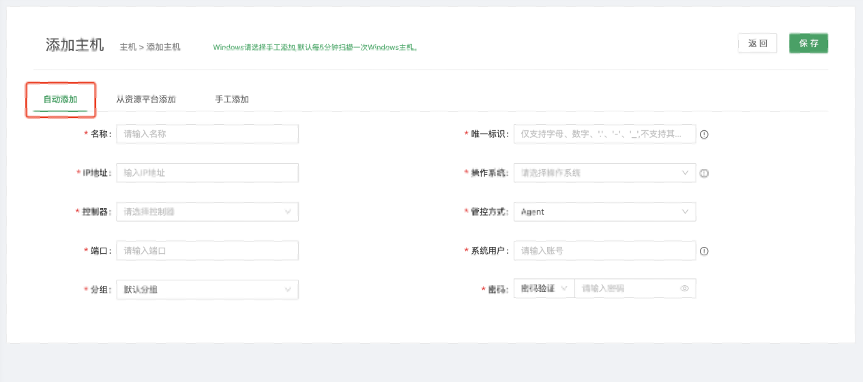 添加主机 主机 > 添加主机 Windows请选择手工添加,默认每5分钟扫描一次Windows主机。 返回 保存
自动添加 从资源平台添加 手工添加
* 名称: 请输入名称 * 唯一标识: 仅支持字母、数字、'.'、'-'、'_',不支持其...
* IP地址: 输入IP地址 * 操作系统: 请选择操作系统
* 控制器: 请选择控制器 * 管控方式: Agent
* 端口: 请输入端口 * 系统用户: 请输入账号
* 分组: 默认分组 * 密码: 密码验证 请输入密码